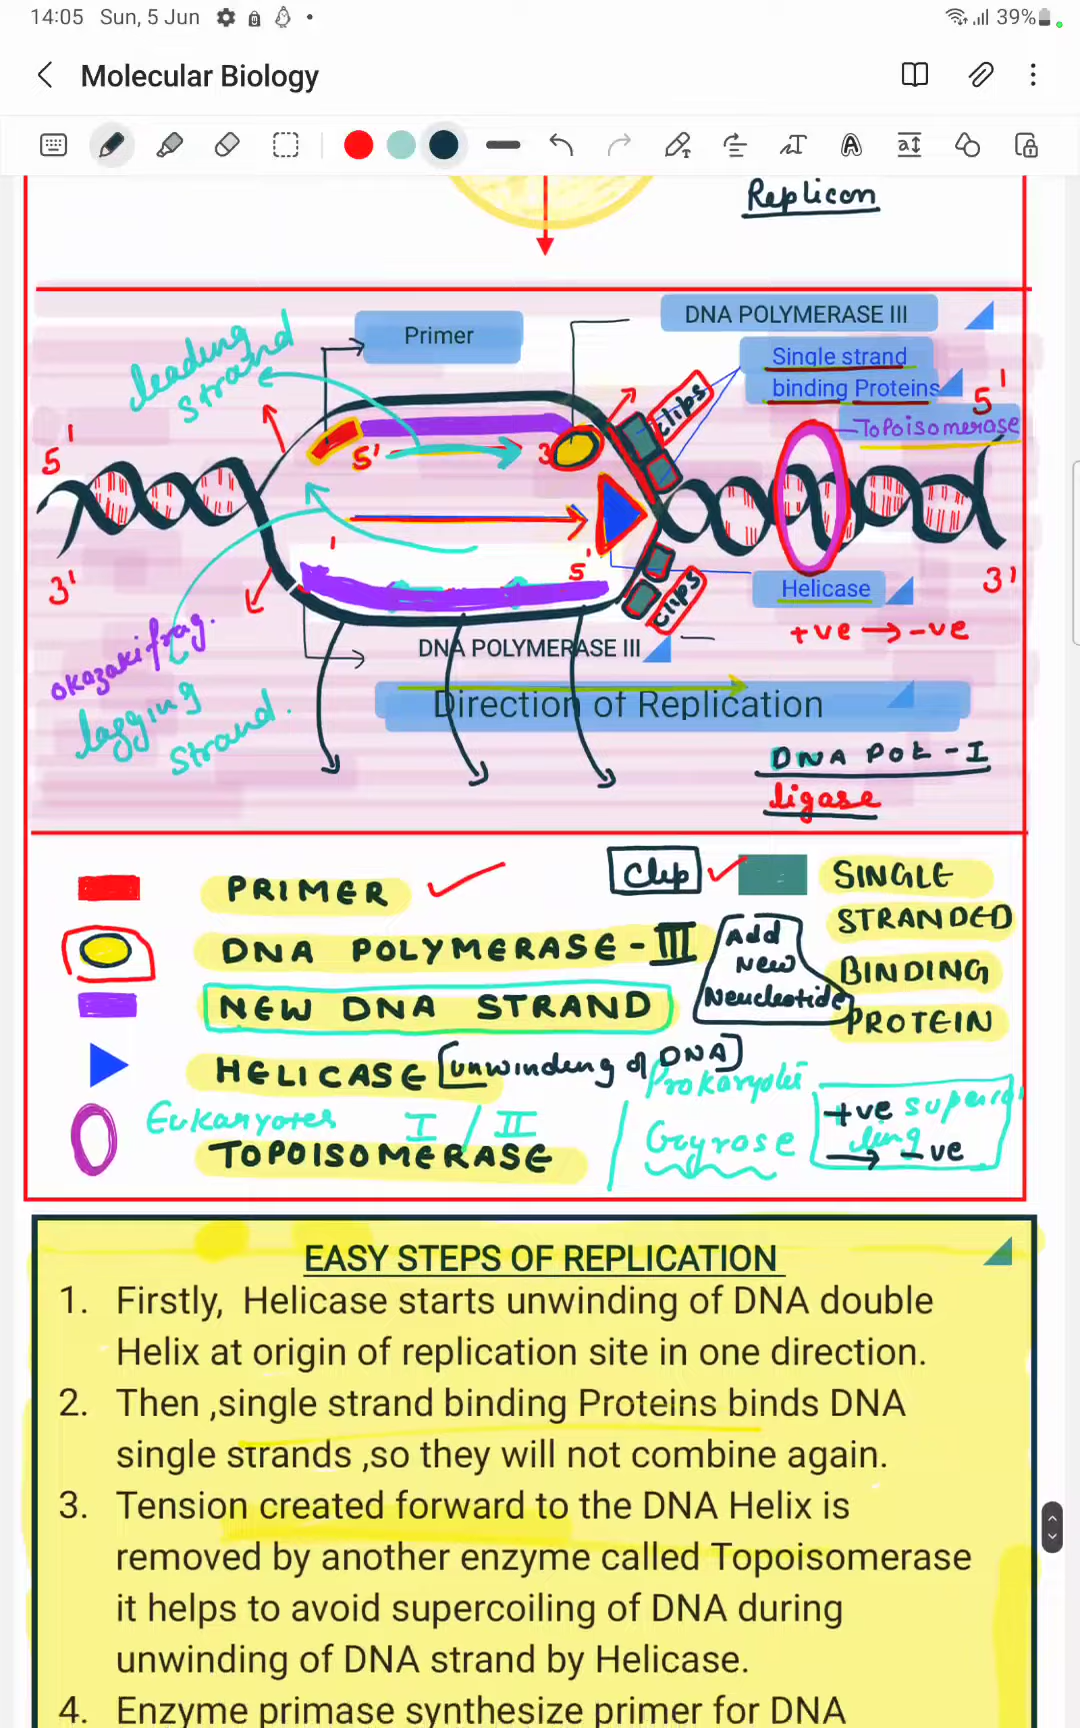 14:05 Sun, 5 Jun
39%
Molecular Biology
Replicon
DNA POLYMERASE III
Primer
Single strand
binding Proteins
Topoisomerase
leading
strand
Clips
5'
5'
5'
3
1
5'
3'
3'
Helicase
Clips
+ve → -ve
okazaki frag.
DNA POLYMERASE III
lagging
strand.
Direction of Replication
DNA POL - I
ligase
PRIMER
Clip
SINGLE
STRANDED
BINDING
PROTEIN
DNA POLYMERASE - III
Add
New
Neucleotide
NEW DNA STRAND
HELICASE [unwinding of DNA]
Eukaryotes I / II
TOPOISOMERASE
Prokaryotic
Gyrose
+ve supercoi
ling
→ -ve
EASY STEPS OF REPLICATION
1. Firstly, Helicase starts unwinding of DNA double
Helix at origin of replication site in one direction.
2. Then ,single strand binding Proteins binds DNA
single strands ,so they will not combine again.
3. Tension created forward to the DNA Helix is
removed by another enzyme called Topoisomerase
it helps to avoid supercoiling of DNA during
unwinding of DNA strand by Helicase.
4. Enzyme primase synthesize primer for DNA